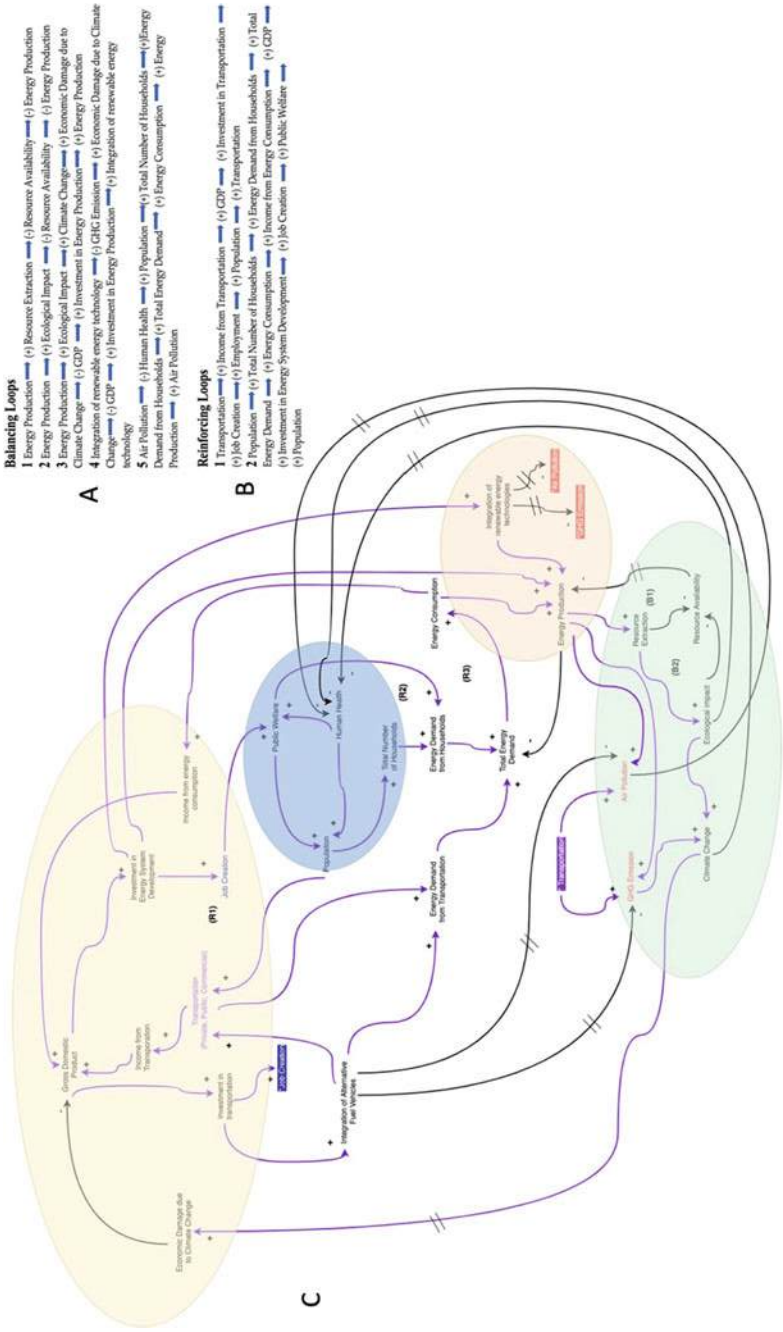 Balancing Loops
1 Energy Production ➡ (+) Resource Extraction ➡ (-) Resource Availability ➡ (-) Energy Production
2 Energy Production ➡ (+) Ecological Impact ➡ (-) Resource Availability ➡ (-) Energy Production
3 Energy Production ➡ (+) Ecological Impact ➡ (+) Climate Change ➡ (+) Economic Damage due to
Climate Change ➡ (-) GDP ➡ (+) Investment in Energy Production ➡ (+) Energy Production
4 Integration of renewable energy technology ➡ (-) GHG Emission ➡ (+) Economic Damage due to Climate
Change ➡ (-) GDP ➡ (+) Investment in Energy Production ➡ (+) Integration of renewable energy
technology
5 Air Pollution ➡ (-) Human Health ➡ (+) Population ➡ (+) Total Number of Households ➡ (+)Energy
Demand from Households ➡ (+) Total Energy Demand ➡ (+) Energy Consumption ➡ (+) Energy
Production ➡ (+) Air Pollution
A
Reinforcing Loops
1 Transportation ➡ (+) Income from Transportation ➡ (+) GDP ➡ (+) Investment in Transportation ➡
(+) Job Creation ➡ (+) Employment ➡ (+) Population ➡ (+) Transportation
2 Population ➡ (+) Total Number of Households ➡ (+) Energy Demand from Households ➡ (+) Total
Energy Demand ➡ (+) Energy Consumption ➡ (+) Income from Energy Consumption ➡ (+) GDP ➡
(+) Investment in Energy System Development ➡ (+) Job Creation ➡ (+) Public Welfare ➡
(+) Population
B
C
Economic Damage due
to Climate Change
Gross Domestic
Product
Investment in
transportation
Income from
Transportation
Transportation
(Private, Public, Commercial)
"Job Creation"
Investment in
Energy System
Development
Job Creation
(R1)
Income from energy
consumption
Integration of Alternative
Fuel Vehicles
Population
Public Welfare
Human Health
Total Number
of Households
(R2)
Energy Demand
from Transportation
Energy Demand
from Households
(R3)
Energy Consumption
Total Energy
Demand
Integration of
renewable energy
technologies
Energy Production
GHG Emission
Air Pollution
Transportation
GHG Emission
Air Pollution
Climate Change
Ecological impact
Resource
Extraction
(B1)
(B2)
Resource Availability